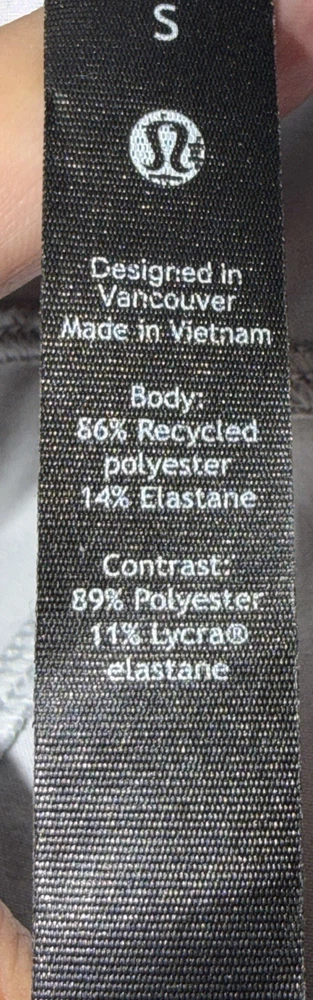 S
Designed in
Vancouver
Made in Vietnam
Body:
86% Recycled
polyester
14% Elastane
Contrast:
89% Polyester
11% Lycra®
elastane